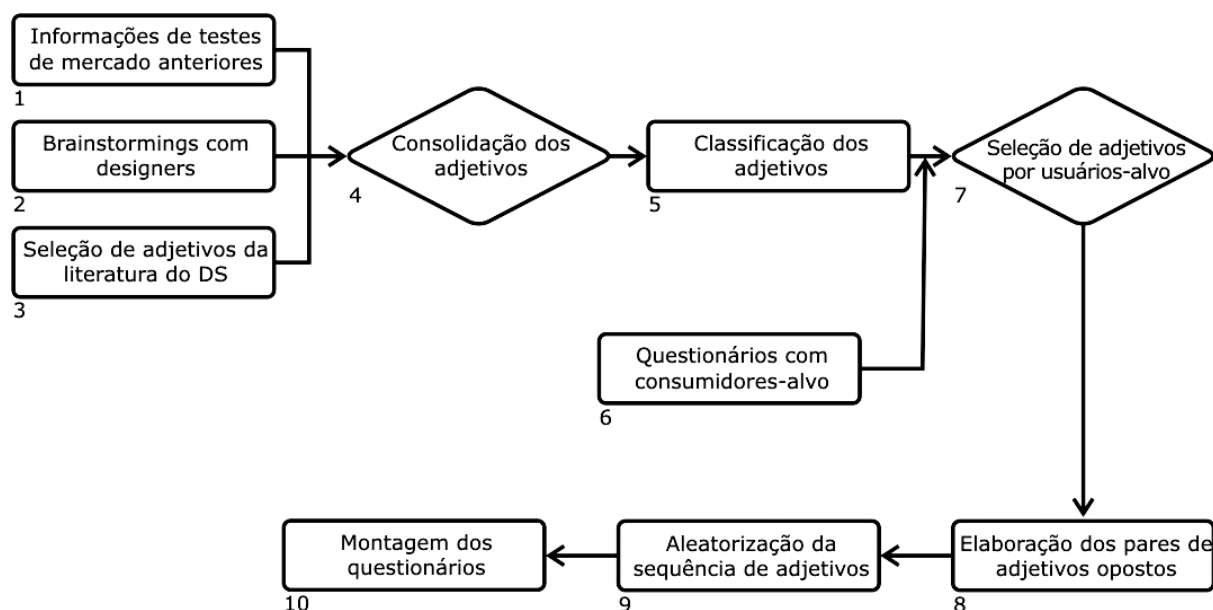 Informações de testes
de mercado anteriores
1
Brainstormings com
designers
2
Seleção de adjetivos da
literatura do DS
3
Consolidação dos
adjetivos
4
Classificação dos
adjetivos
5
Questionários com
consumidores-alvo
6
Seleção de adjetivos
por usuários-alvo
7
Elaboração dos pares de
adjetivos opostos
8
Aleatorização da
sequência de adjetivos
9
Montagem dos
questionários
10